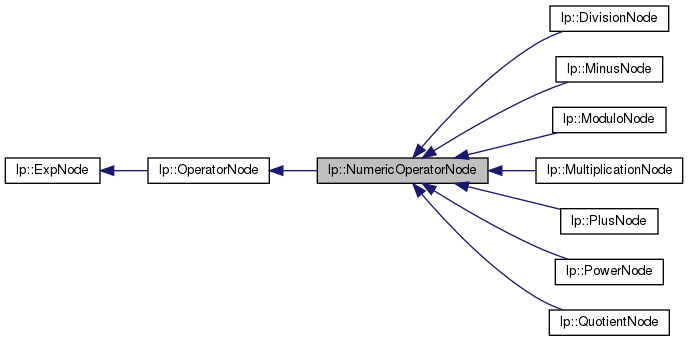 lp::DivisionNode
lp::MinusNode
lp::ModuloNode
lp::ExpNode
lp::OperatorNode
lp::NumericOperatorNode
lp::MultiplicationNode
lp::PlusNode
lp::PowerNode
lp::QuotientNode